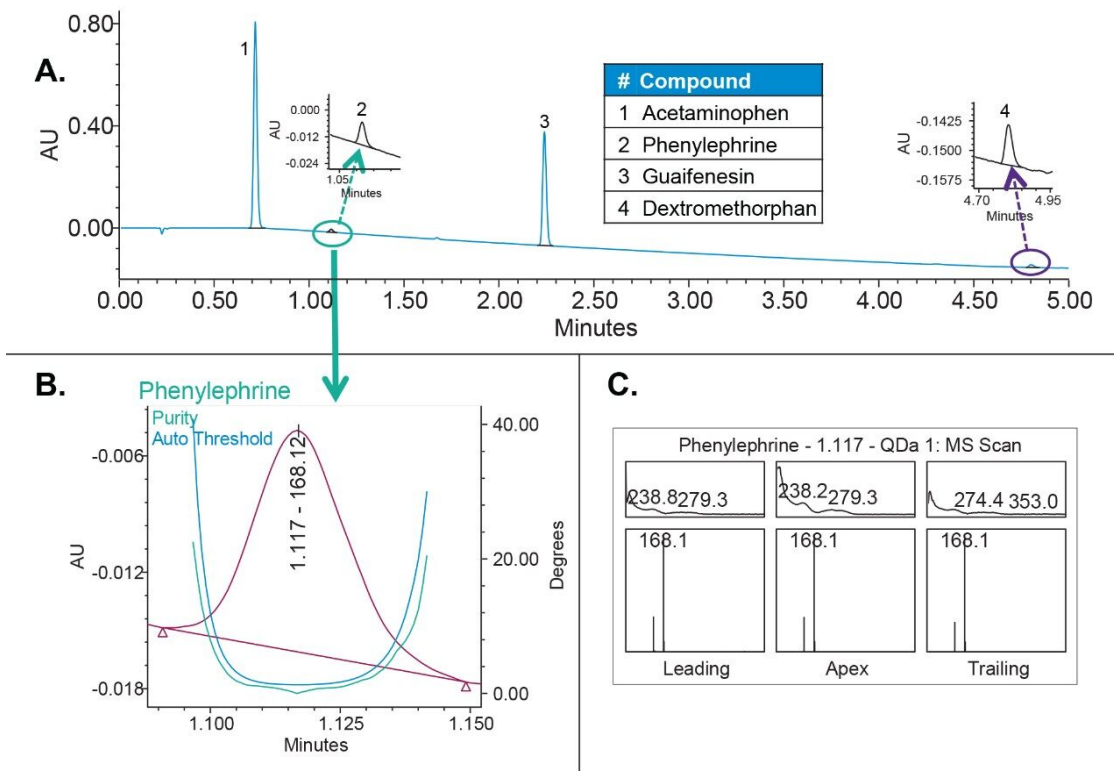 A.
0.80
0.40
0.00
AU
1
0.000
-0.012
-0.024
AU
2
1.05
Minutes
3
# Compound
1 Acetaminophen
2 Phenylephrine
3 Guaifenesin
4 Dextromethorphan
-0.1425
-0.1500
-0.1575
AU
4
4.70 4.95
Minutes
0.00 0.50 1.00 1.50 2.00 2.50 3.00 3.50 4.00 4.50 5.00
Minutes
B.
Phenylephrine
Purity
Auto Threshold
-0.006
-0.012
-0.018
AU
1.117 - 168.12
40.00
20.00
0.00
Degrees
1.100 1.125 1.150
Minutes
C.
Phenylephrine - 1.117 - QDa 1: MS Scan
238.8 279.3
238.2 279.3
274.4 353.0
168.1
168.1
168.1
Leading
Apex
Trailing